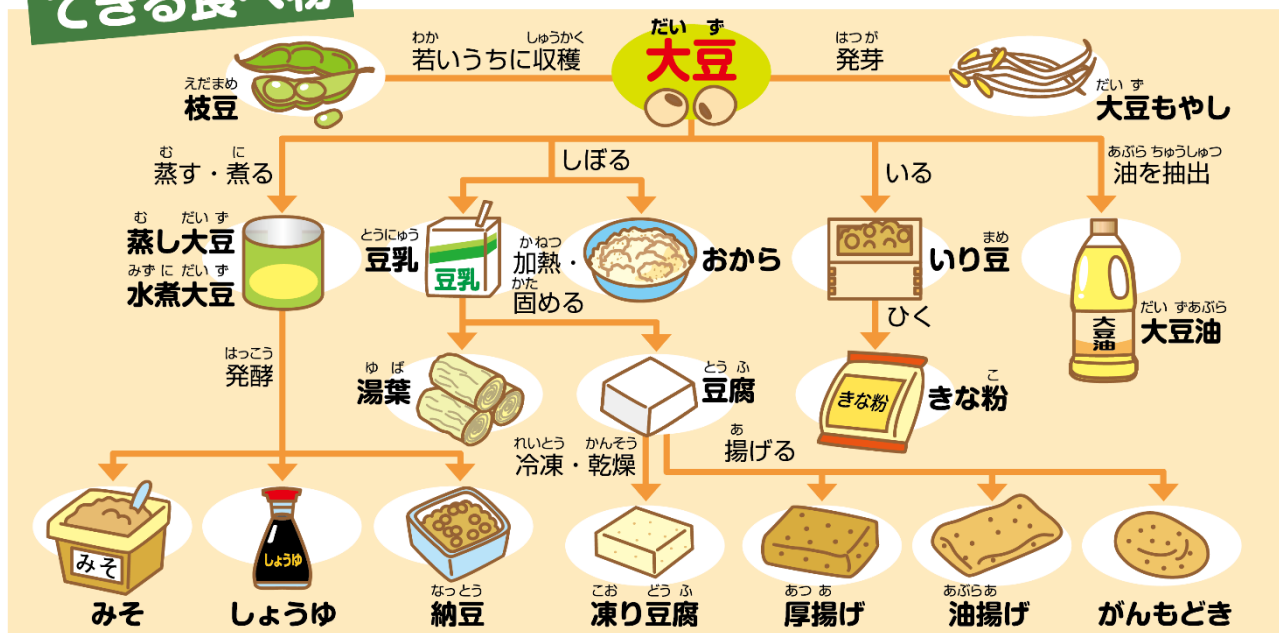 できる食べ物
だいず
大豆
わか しゅうかく
若いうちに収穫
はつが
発芽
えだまめ
枝豆
だいず
大豆もやし
む に
蒸す・煮る
しぼる
いる
あぶらちゅうしゅつ
油を抽出
む だいず
蒸し大豆
みずにだいず
水煮大豆
とうにゅう
豆乳
豆乳
かねつ
加熱・
かた
固める
おから
まめ
いり豆
だいずあぶら
大豆油
大豆油
はっこう
発酵
ひく
ゆば
湯葉
とうふ
豆腐
きな粉
こ
きな粉
れいとう かんそう
冷凍・乾燥
あ
揚げる
みそ
みそ
しょうゆ
しょうゆ
なっとう
納豆
こお どうふ
凍り豆腐
あつあ
厚揚げ
あぶらあ
油揚げ
がんもどき